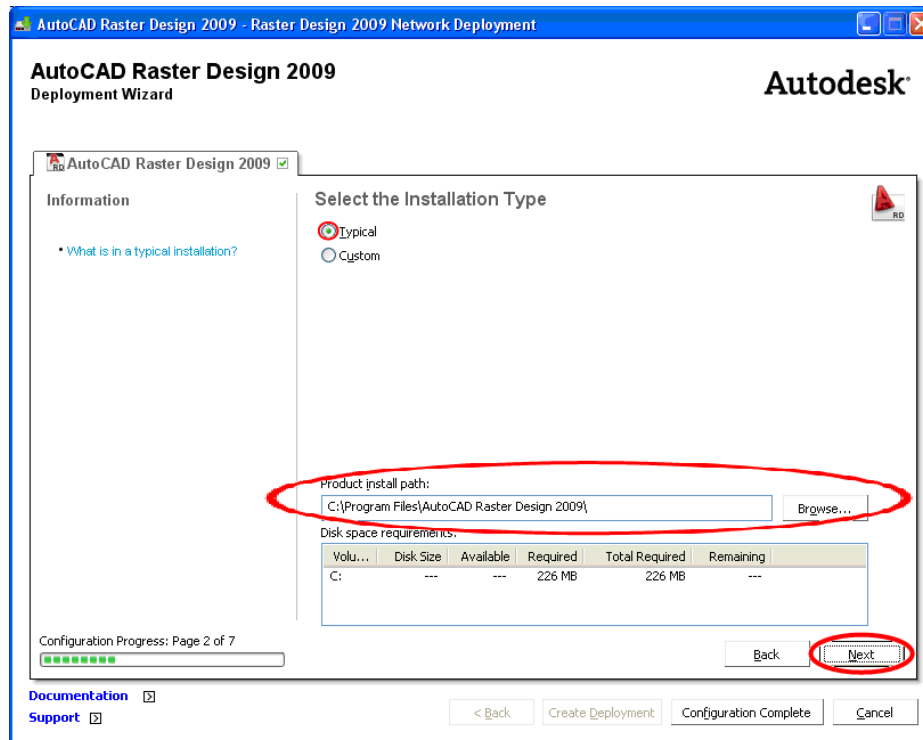 AutoCAD Raster Design 2009 - Raster Design 2009 Network Deployment
AutoCAD Raster Design 2009
Deployment Wizard
Autodesk
AutoCAD Raster Design 2009
Information
What is in a typical installation?
Select the Installation Type
RD
Typical
Custom
Product install path:
C:\Program Files\AutoCAD Raster Design 2009\
Browse...
Disk space requirements:
Volu... Disk Size Available Required Total Required Remaining
C: --- --- 226 MB 226 MB ---
Configuration Progress: Page 2 of 7
Back Next
Documentation
Support
< Back Create Deployment Configuration Complete Cancel